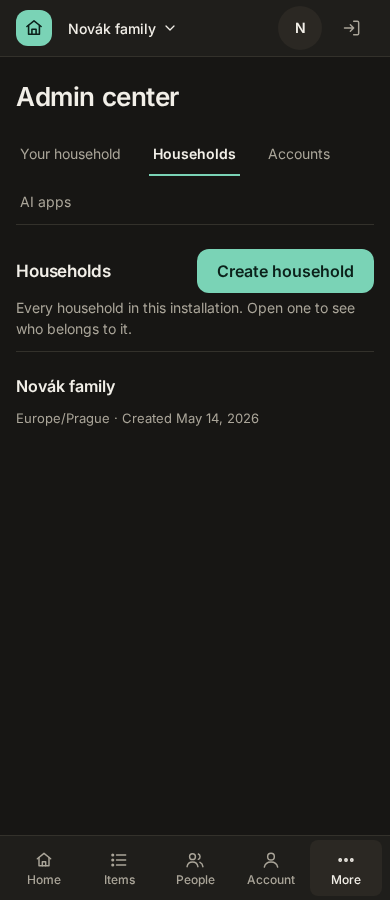 Novák family
N
Admin center
Your household
Households
Accounts
AI apps
Households
Create household
Every household in this installation. Open one to see
who belongs to it.
Novák family
Europe/Prague · Created May 14, 2026
Home
Items
People
Account
More